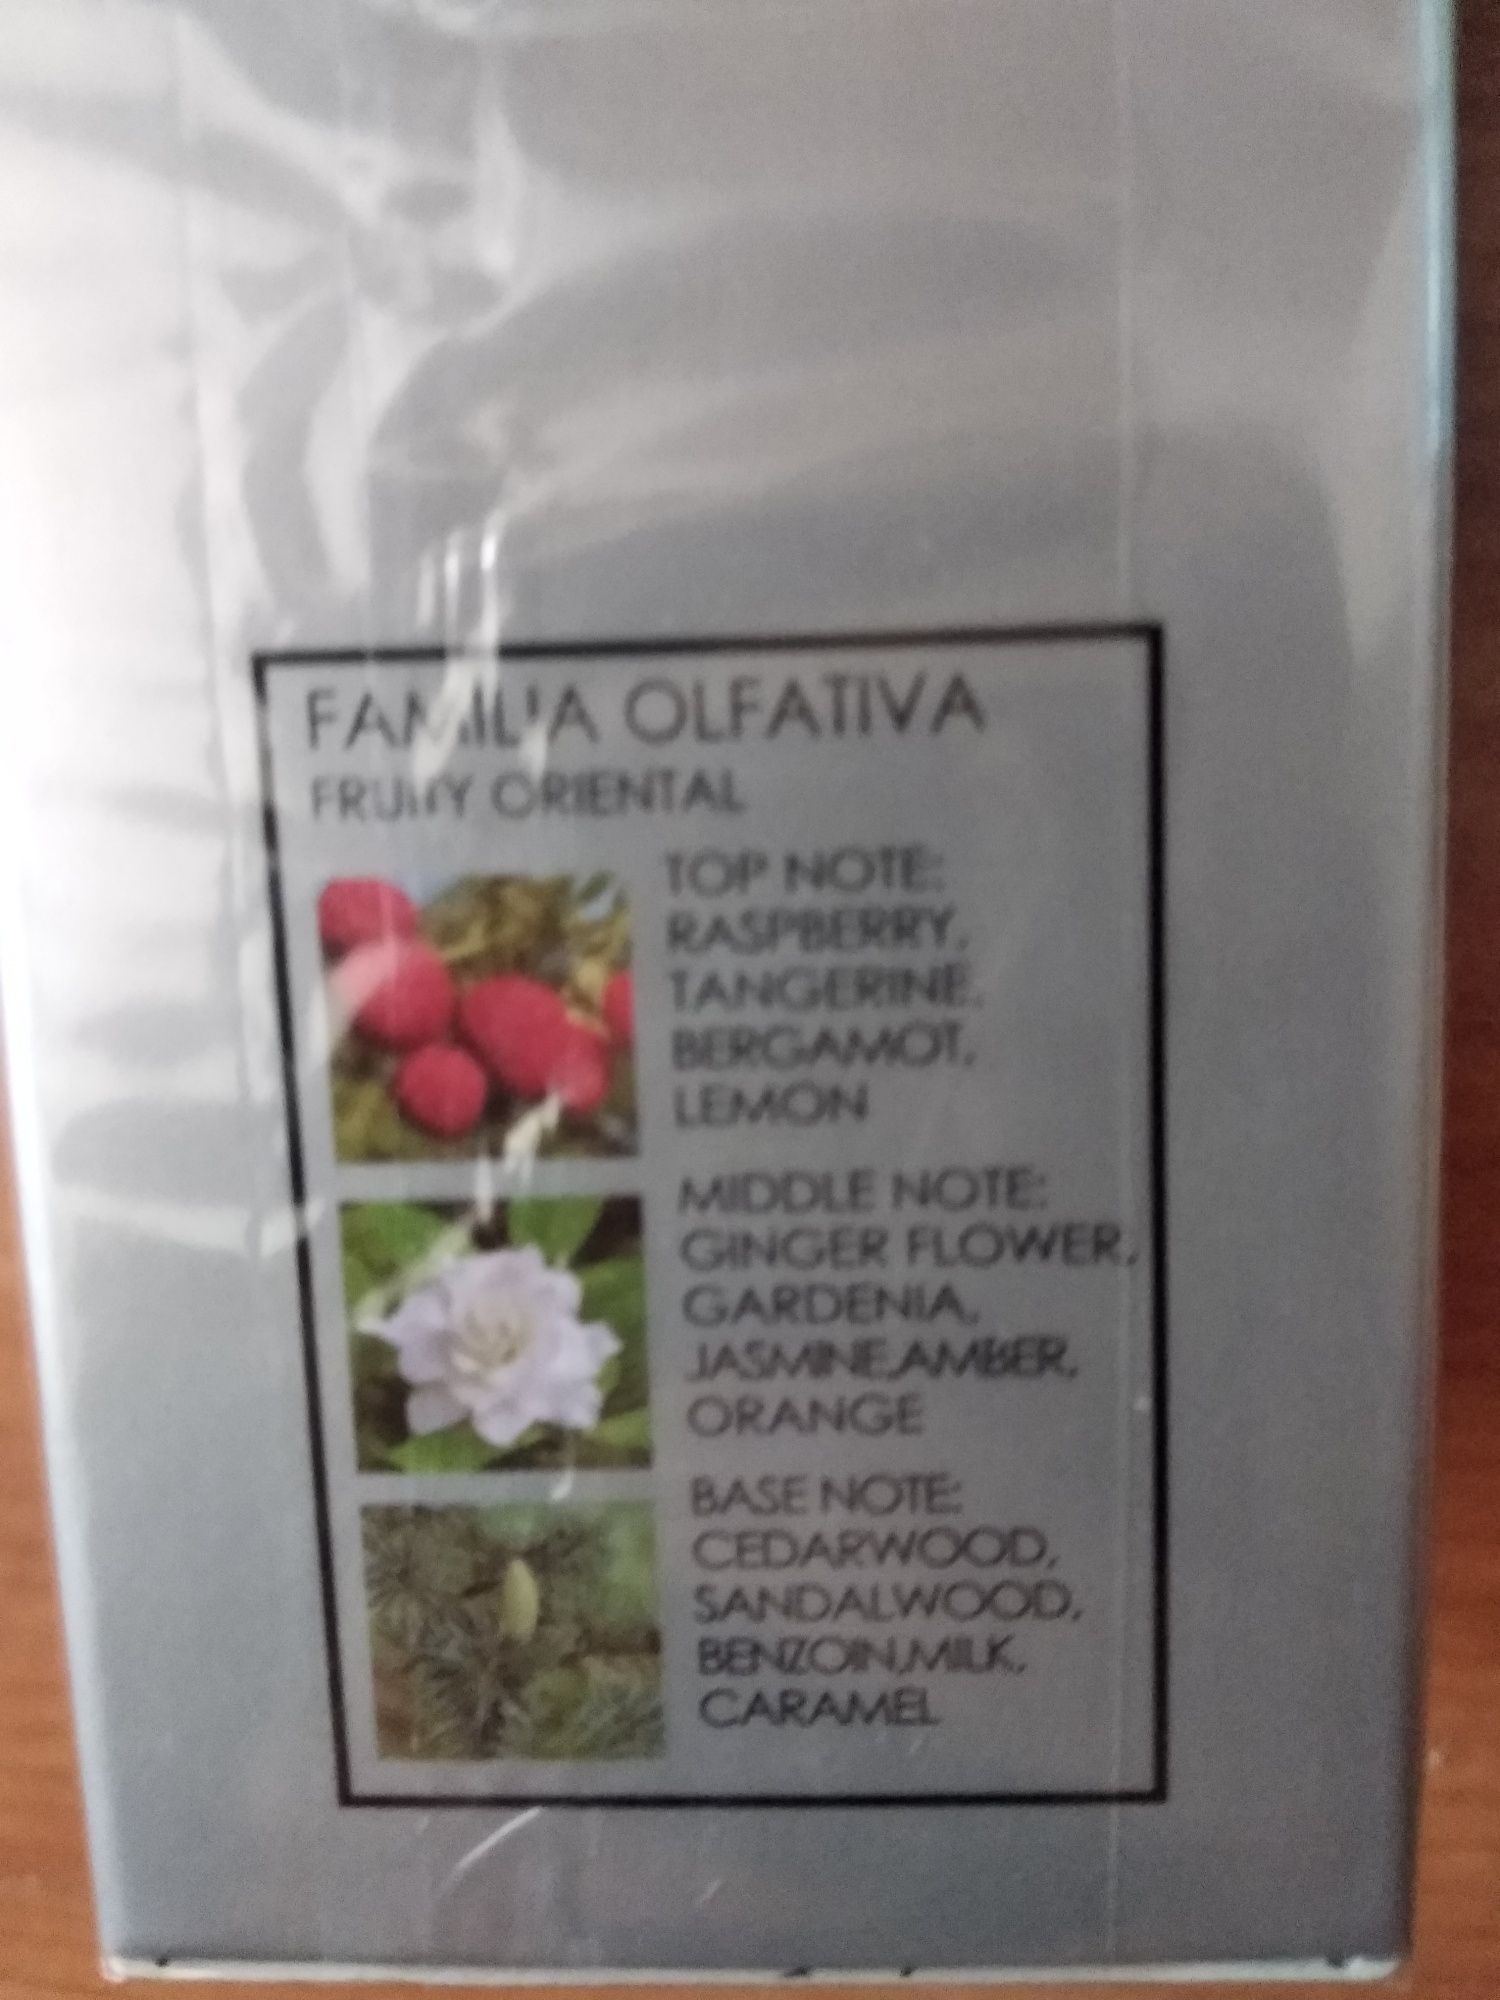 FAMILIA OLFATIVA
FRUITY ORIENTAL
TOP NOTE:
RASPBERRY,
TANGERINE,
BERGAMOT,
LEMON
MIDDLE NOTE:
GINGER FLOWER,
GARDENIA,
JASMINE,AMBER,
ORANGE
BASE NOTE:
CEDARWOOD,
SANDALWOOD,
BENZOIN,MILK,
CARAMEL